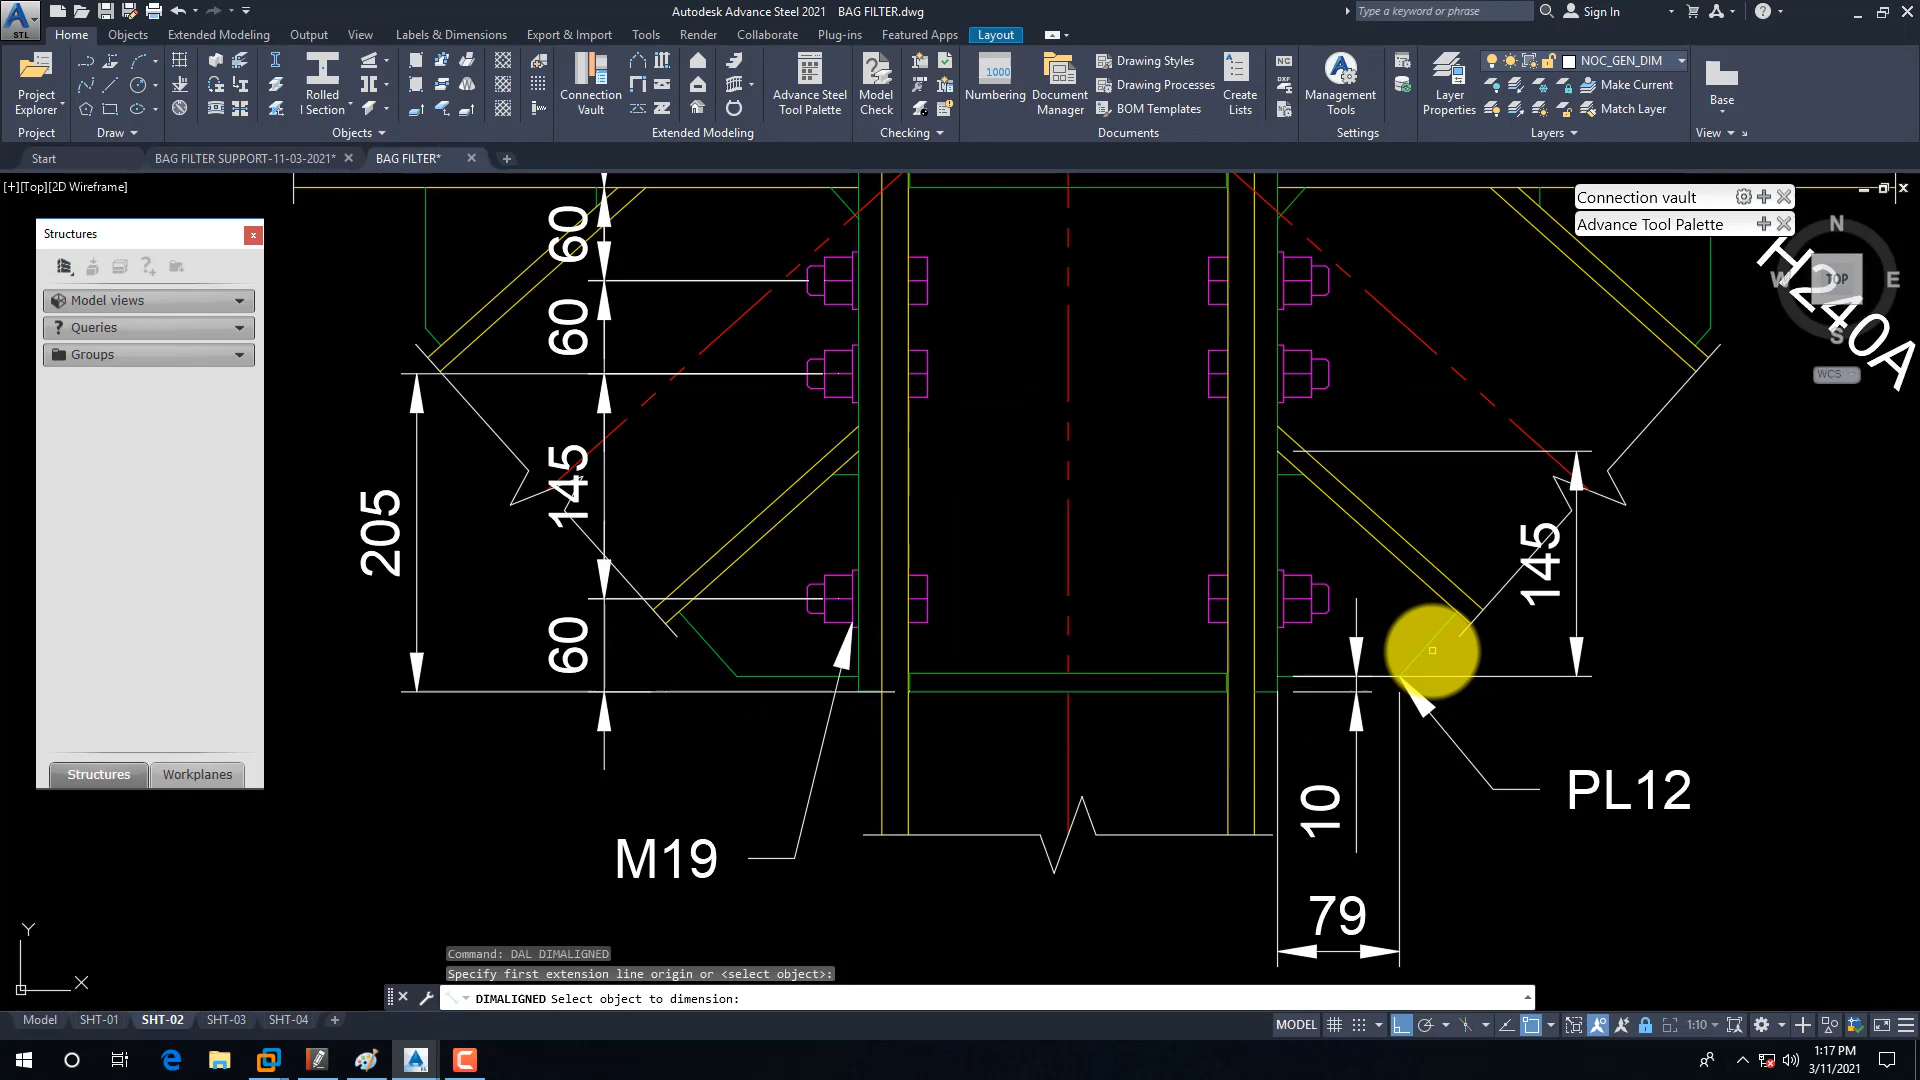 Autodesk Advance Steel 2021 BAG FILTER.dwg
Type a keyword or phrase
Sign In
STL
Home Objects Extended Modeling Output View Labels & Dimensions Export & Import Tools Render Collaborate Plug-ins Featured Apps Layout
Project Explorer
Rolled I Section
Connection Vault
Advance Steel Tool Palette
Model Check
1000
Numbering
Document Manager
Drawing Styles
Drawing Processes
BOM Templates
NC
DXF
Create Lists
Management Tools
Layer Properties
NOC_GEN_DIM
Make Current
Match Layer
Base
Project Draw Objects Extended Modeling Checking Documents Settings Layers View
Start BAG FILTER SUPPORT-11-03-2021* BAG FILTER*
[+][Top][2D Wireframe]
Connection vault
Advance Tool Palette
N
W
TOP
E
S
WCS
H240A
Structures
Model views
Queries
Groups
Structures Workplanes
60
60
145
205
60
145
10
79
M19
PL12
Y
X
Command: DAL DIMALIGNED
Specify first extension line origin or <select object>:
DIMALIGNED Select object to dimension:
Model SHT-01 SHT-02 SHT-03 SHT-04
MODEL
1:10
1:17 PM
3/11/2021